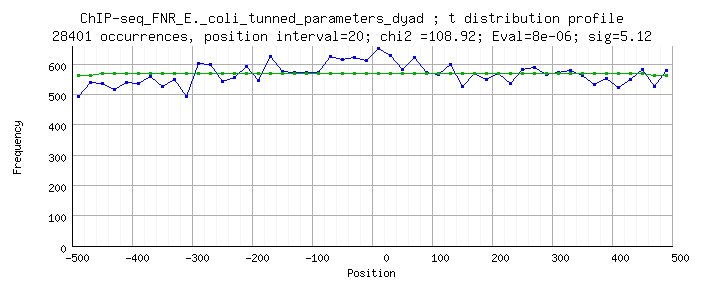 ChIP-seq_FNR_E._coli_tunned_parameters_dyad ; t distribution profile
28401 occurrences, position interval=20; chi2 =108.92; Eval=8e-06; sig=5.12
600
500
400
300
200
100
0
Frequency
-500 -400 -300 -200 -100 0 100 200 300 400 500
Position